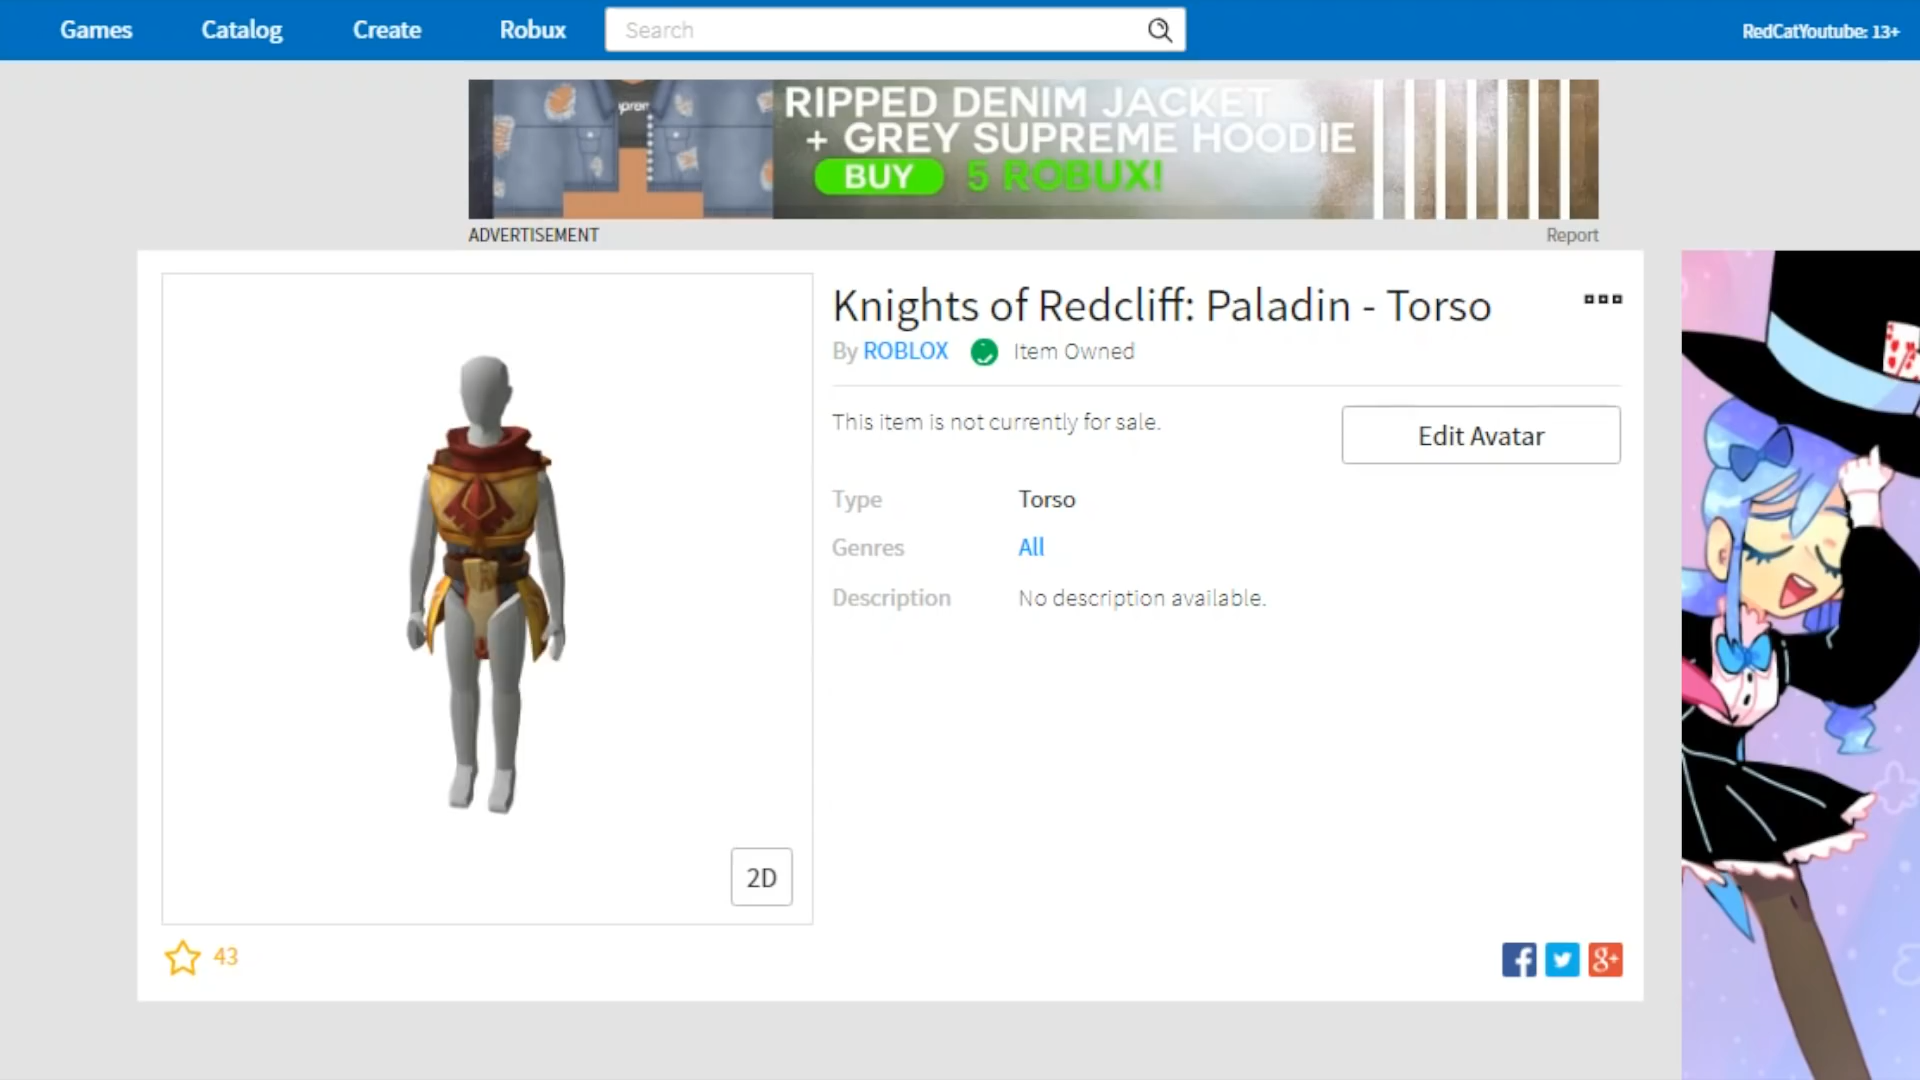 Games Catalog Create Robux Search RedCatYoutube: 13+
RIPPED DENIM JACKET
+ GREY SUPREME HOODIE
BUY 5 ROBUX!
ADVERTISEMENT Report
Knights of Redcliff: Paladin - Torso
By ROBLOX Item Owned
This item is not currently for sale.
Edit Avatar
Type Torso
Genres All
Description No description available.
2D
43